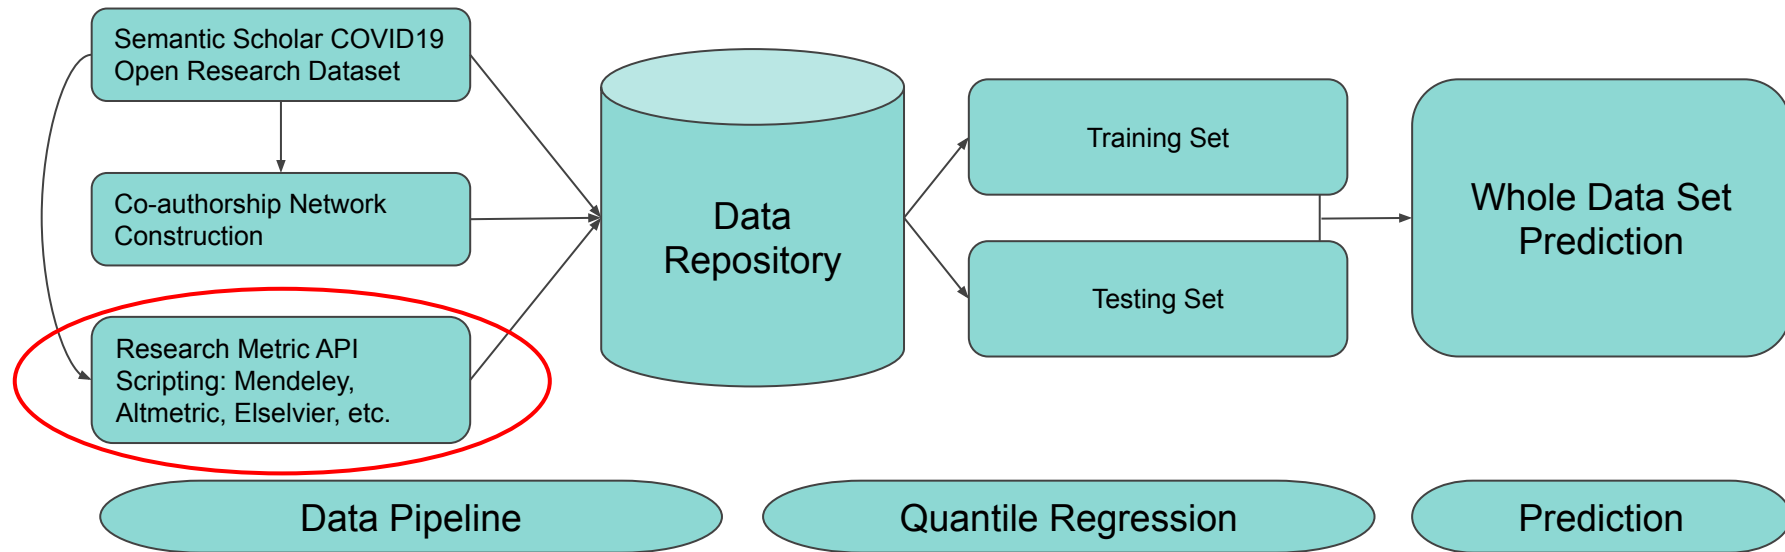 Semantic Scholar COVID19
Open Research Dataset
Co-authorship Network
Construction
Research Metric API
Scripting: Mendeley,
Altmetric, Elselvier, etc.
Data
Repository
Training Set
Testing Set
Whole Data Set
Prediction
Data Pipeline
Quantile Regression
Prediction